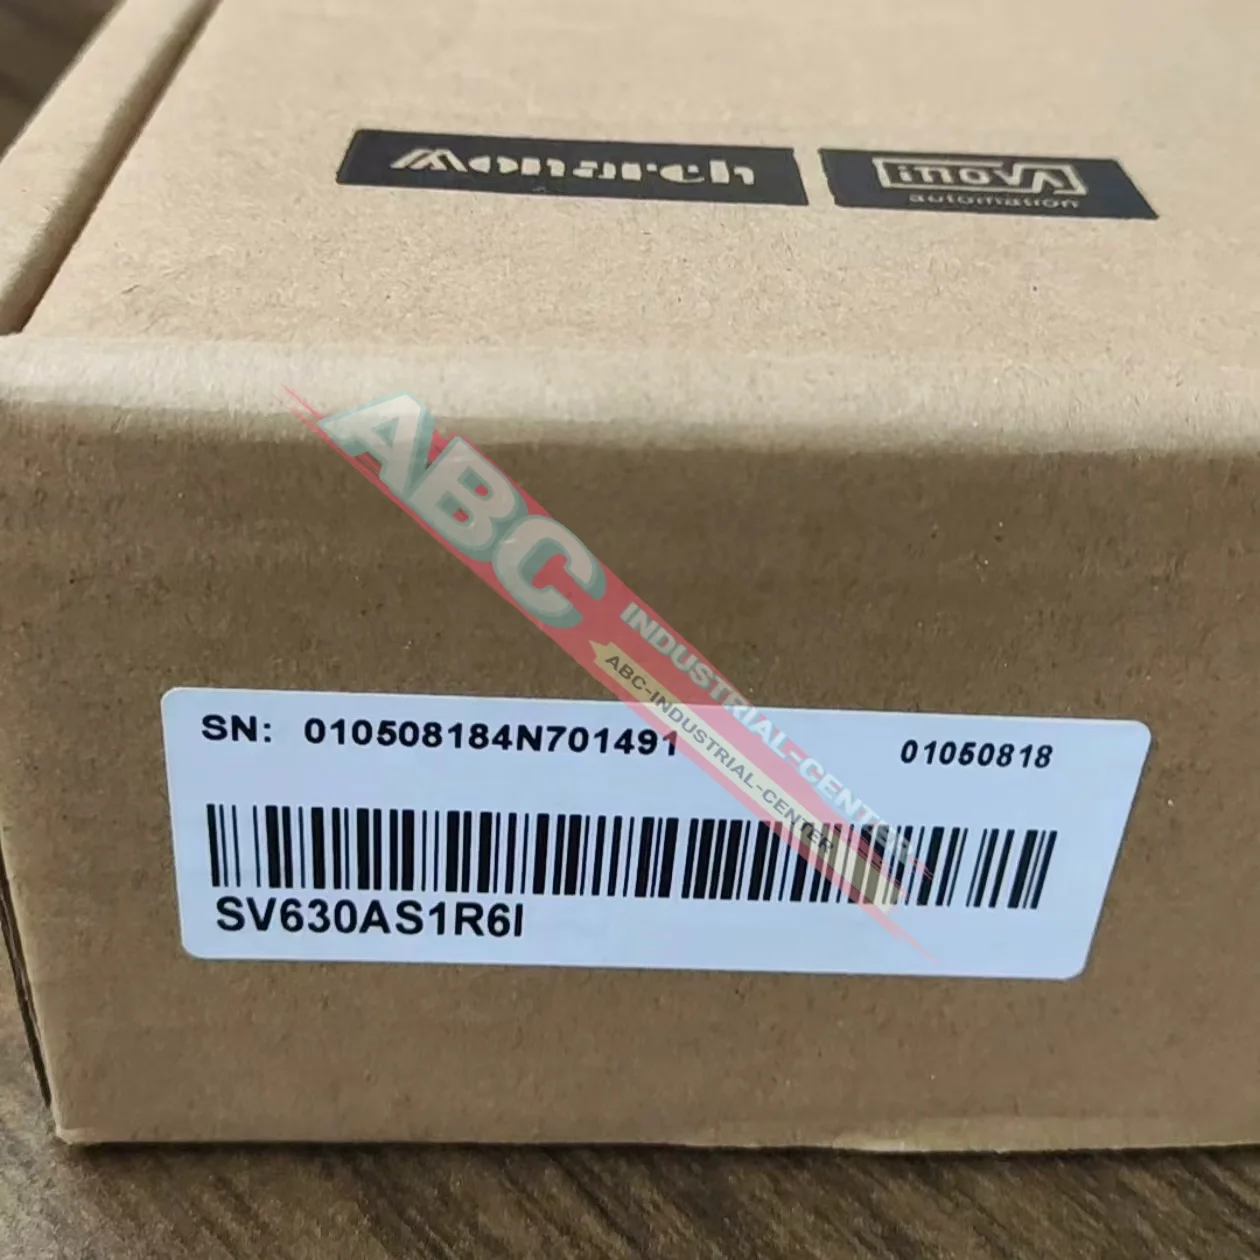 Monarch
inova
automation
ABC
INDUSTRIAL-CENTER
ABC-INDUSTRIAL-CENTER
SN: 010508184N701491 01050818
SV630AS1R6I